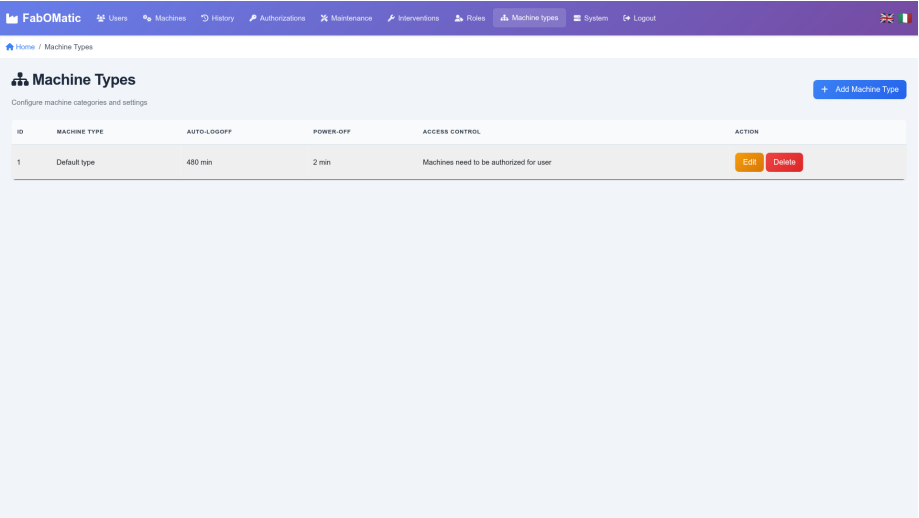 FabOMatic Users Machines History Authorizations Maintenance Interventions Roles Machine types System Logout
Home / Machine Types
Machine Types
Configure machine categories and settings
+ Add Machine Type
ID MACHINE TYPE AUTO-LOGOFF POWER-OFF ACCESS CONTROL ACTION
1 Default type 480 min 2 min Machines need to be authorized for user Edit Delete